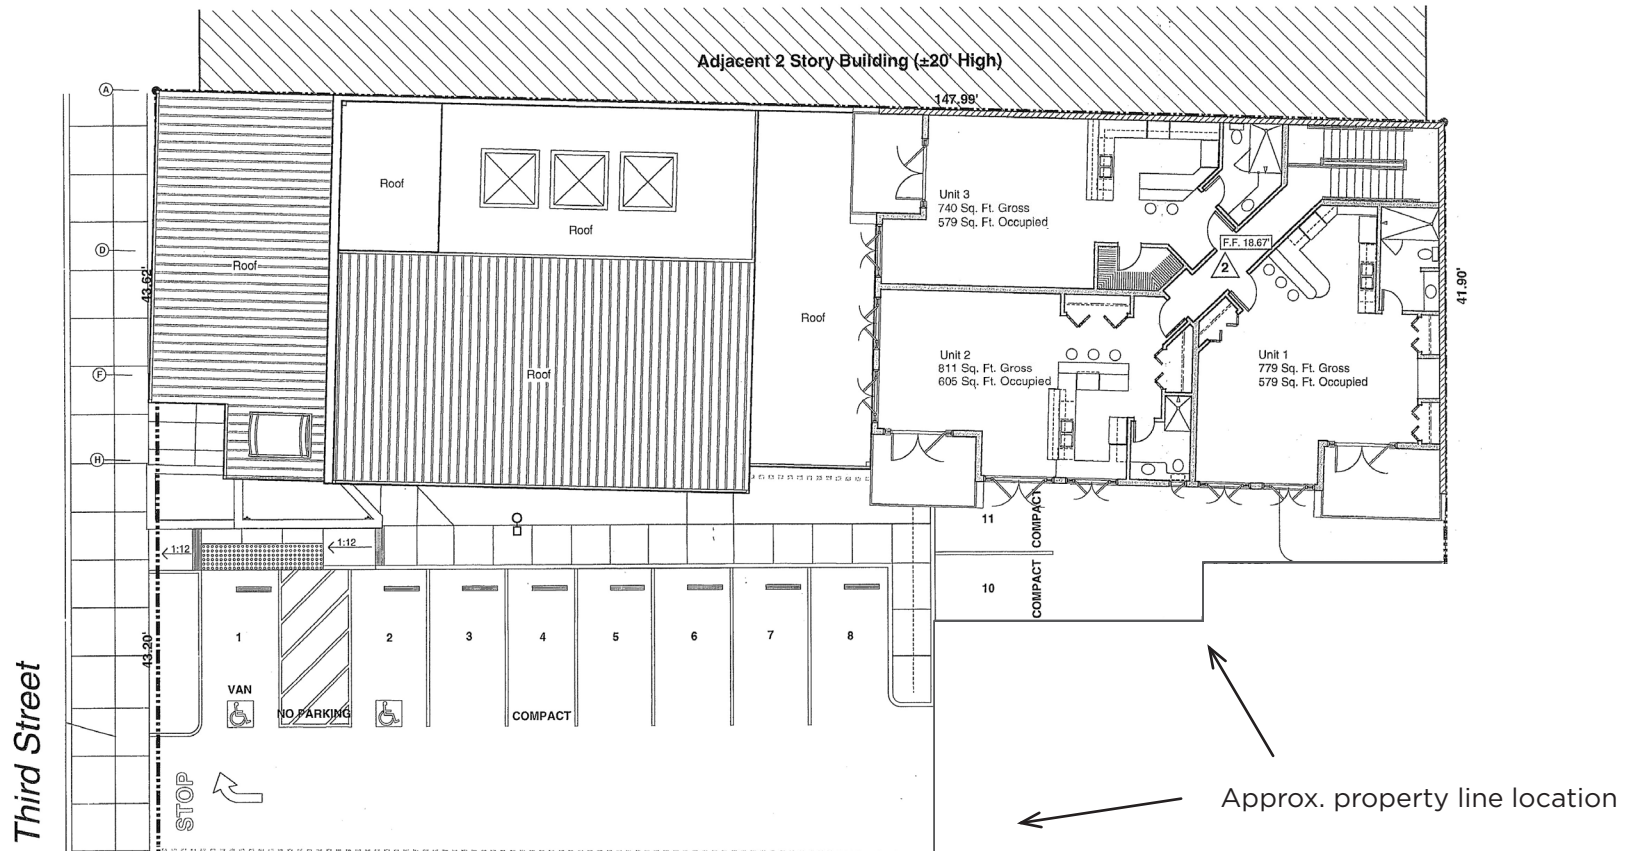 Adjacent 2 Story Building (±20' High)
147.99'
A
D
F
H
43.62'
43.20'
41.90'
Roof
Roof
Roof
Roof
Roof
Unit 3
740 Sq. Ft. Gross
579 Sq. Ft. Occupied
F.F. 18.67'
2
Unit 2
811 Sq. Ft. Gross
605 Sq. Ft. Occupied
Unit 1
779 Sq. Ft. Gross
579 Sq. Ft. Occupied
1:12
1:12
11
COMPACT
10
COMPACT
1
2
3
4
5
6
7
8
VAN
NO PARKING
COMPACT
STOP
Third Street
Approx. property line location